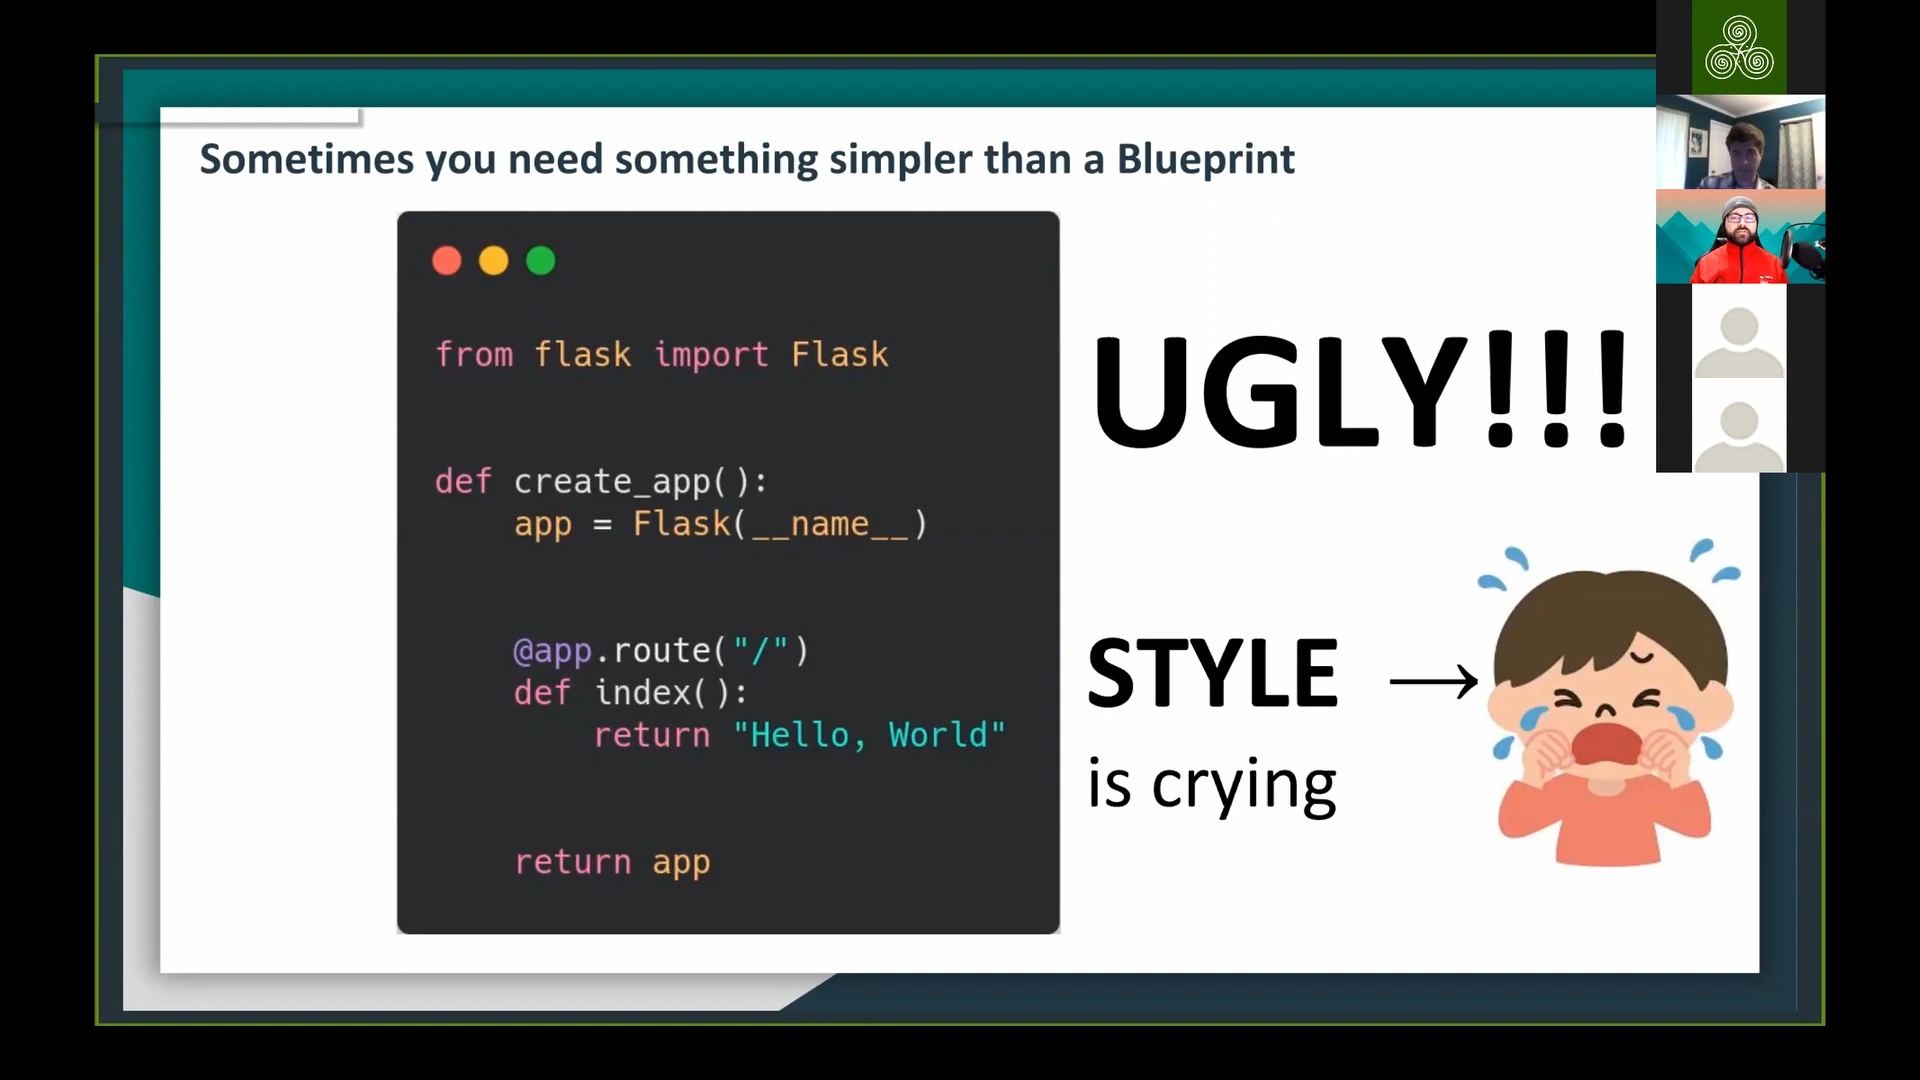 Sometimes you need something simpler than a Blueprint
from flask import Flask
def create_app():
    app = Flask(__name__)
    @app.route("/")
    def index():
        return "Hello, World"
    return app
UGLY!!!
STYLE →
is crying